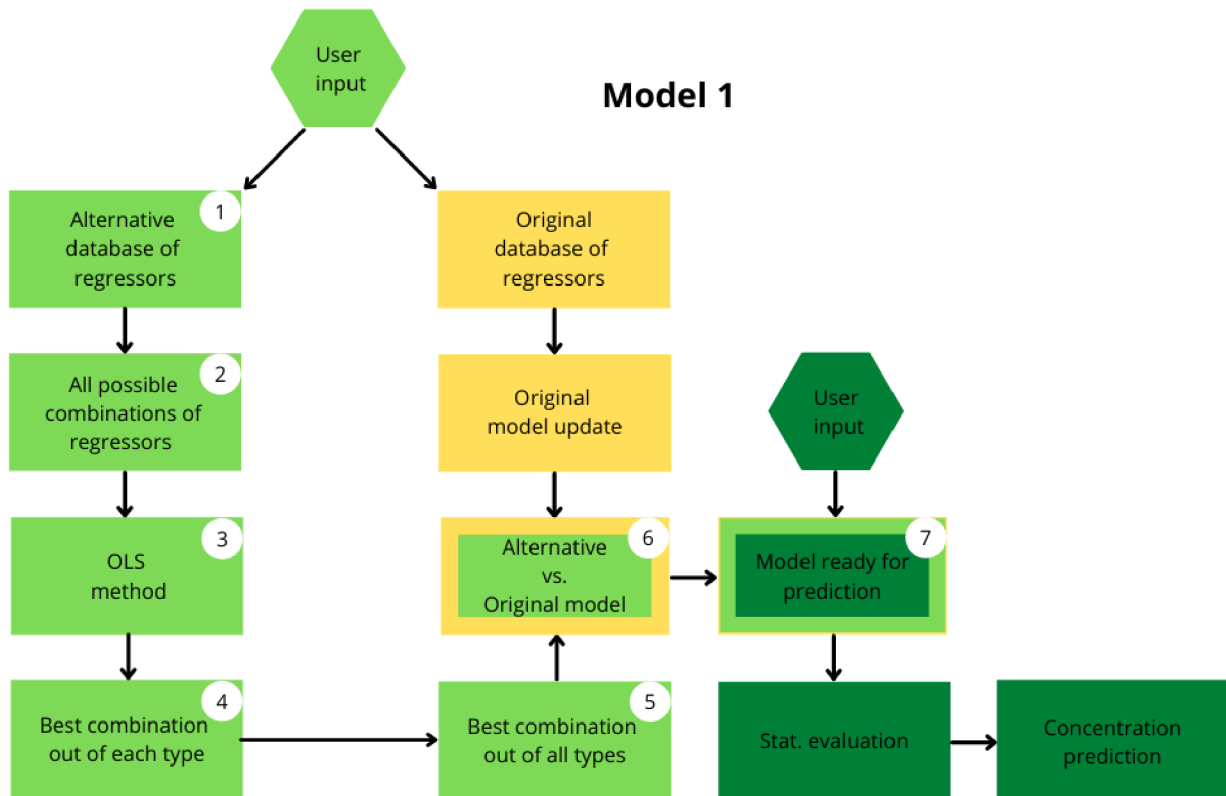 User
input
Model 1
1
Alternative
database of
regressors
Original
database of
regressors
2
All possible
combinations of
regressors
Original
model update
User
input
3
OLS
method
6
Alternative
vs.
Original model
7
Model ready for
prediction
4
Best combination
out of each type
5
Best combination
out of all types
Stat. evaluation
Concentration
prediction